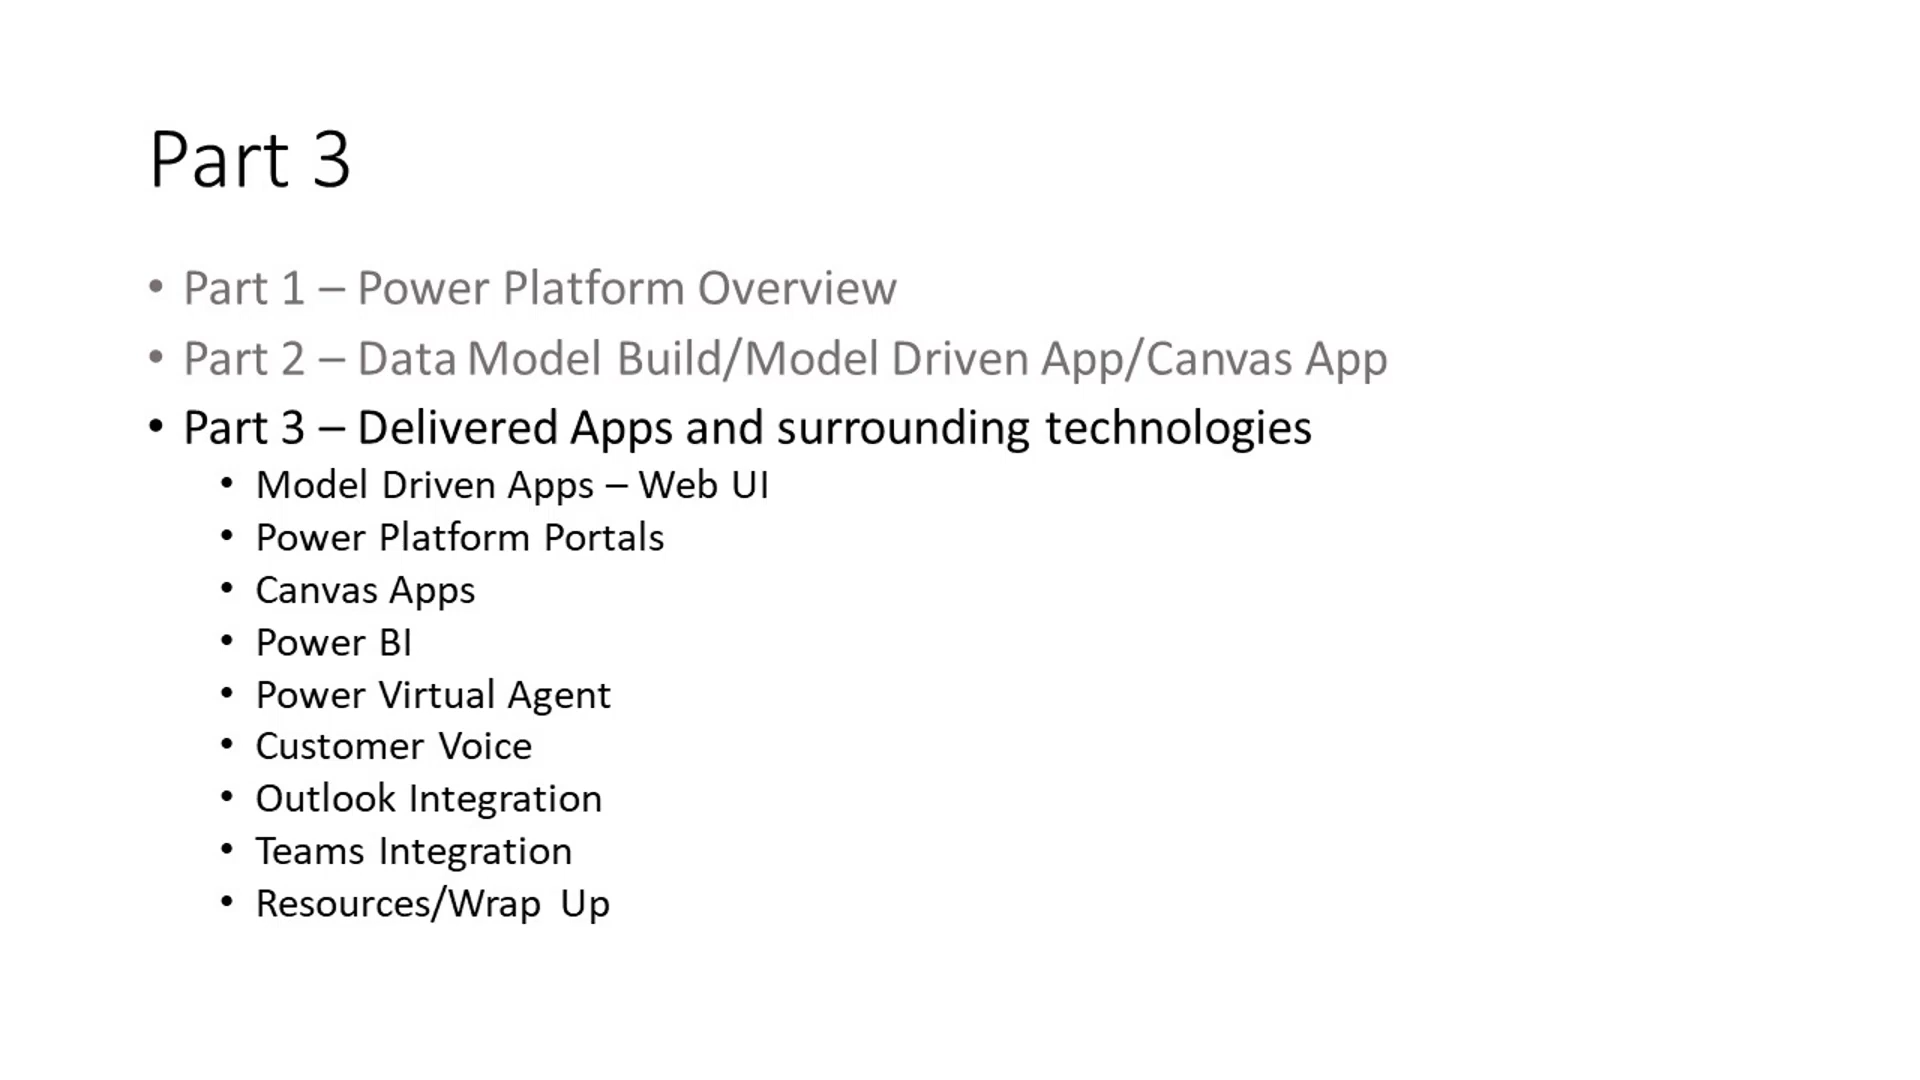 Part 3
• Part 1 – Power Platform Overview
• Part 2 – Data Model Build/Model Driven App/Canvas App
• Part 3 – Delivered Apps and surrounding technologies
• Model Driven Apps – Web UI
• Power Platform Portals
• Canvas Apps
• Power BI
• Power Virtual Agent
• Customer Voice
• Outlook Integration
• Teams Integration
• Resources/Wrap Up